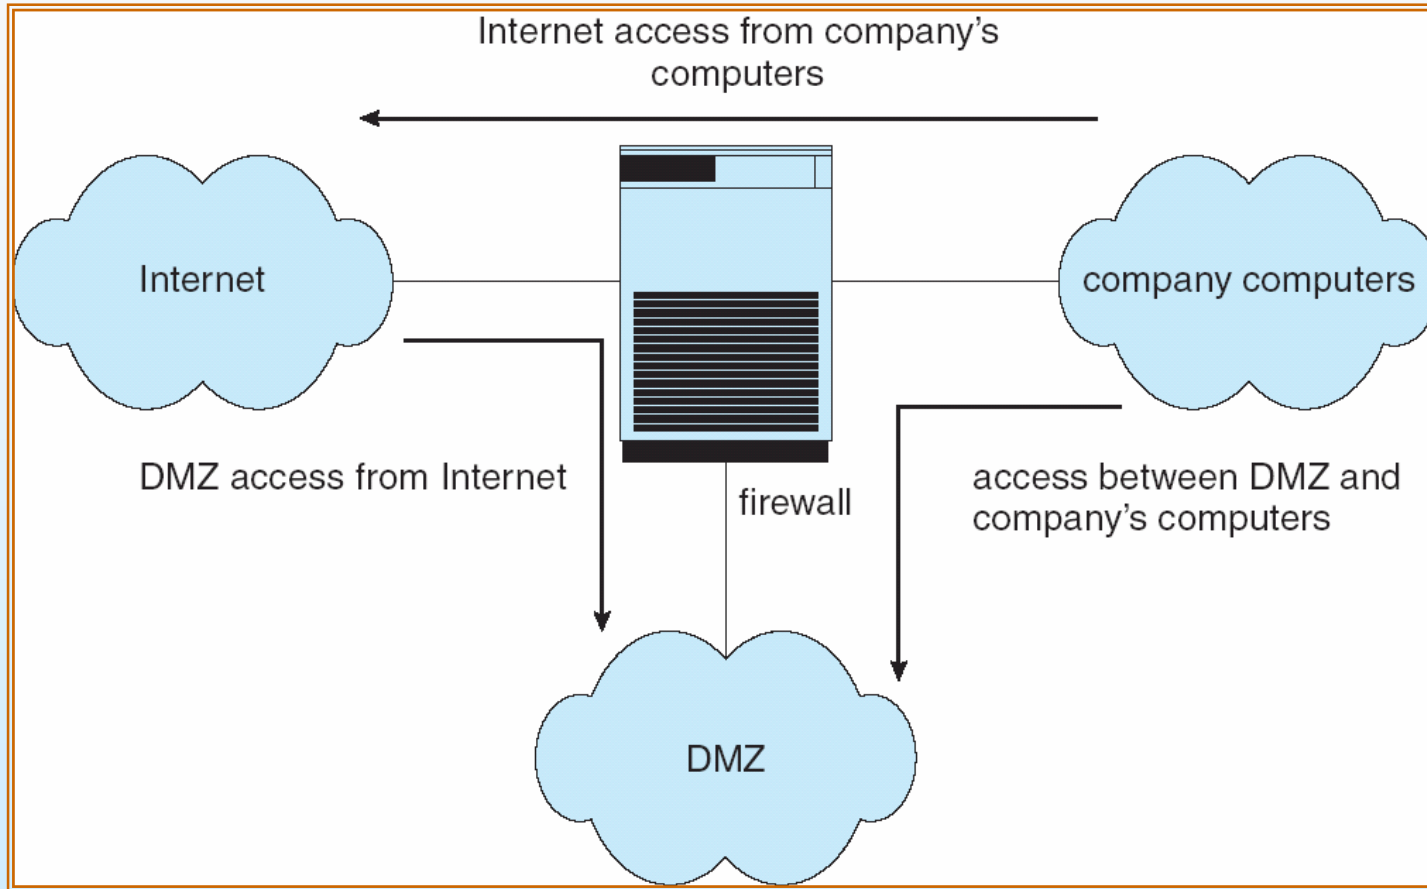 Internet access from company’s
computers
Internet
company computers
DMZ access from Internet
firewall
access between DMZ and
company’s computers
DMZ